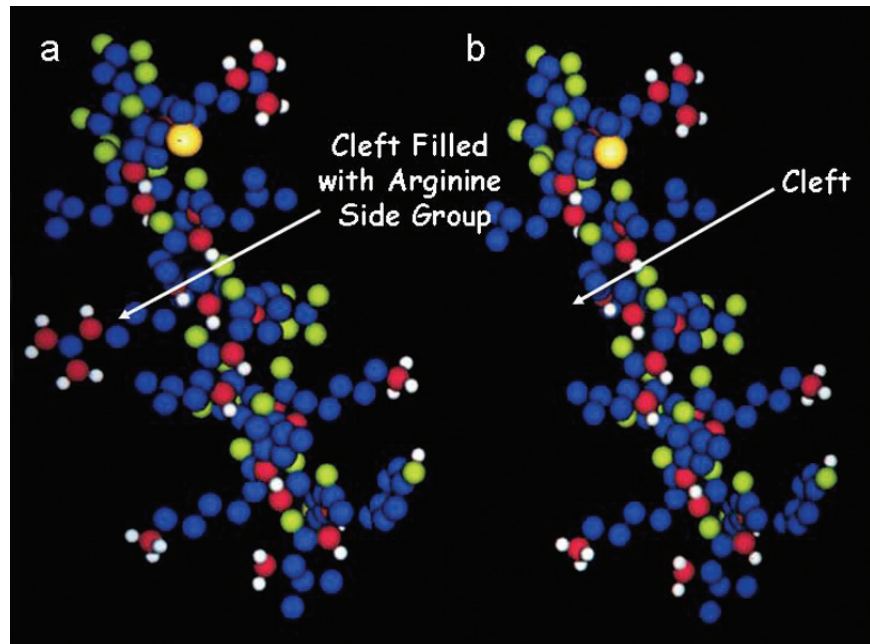 a
Cleft Filled
with Arginine
Side Group
b
Cleft